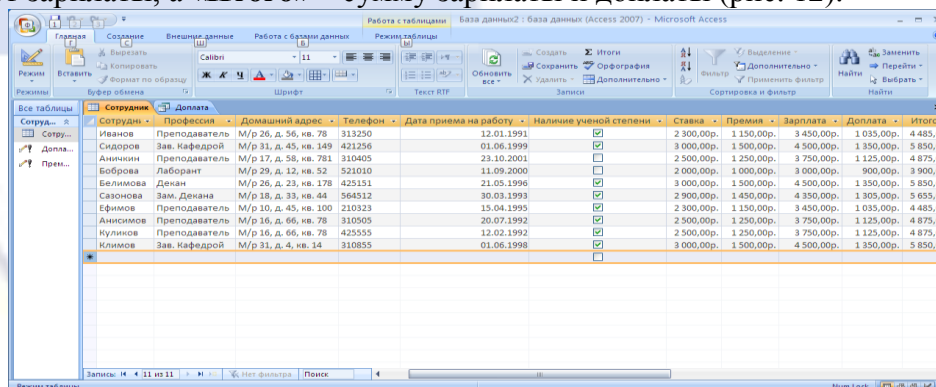 зарплаты, а «Итого» – сумму зарплаты и доплаты (рис. 12).
Работа с таблицами База данных2 : база данных (Access 2007) - Microsoft Access
1 2 3
Главная Создание Внешние данные Работа с базами данных Режим таблицы
С Ш Ы
Режим
Режимы
Вставить
Вырезать
Копировать
Формат по образцу
Буфер обмена
Calibri 11
Ж К Ч
Шрифт
Текст RTF
Обновить все
Создать Σ Итоги
Сохранить Орфография
Удалить Дополнительно
Записи
Фильтр
Выделение
Дополнительно
Применить фильтр
Сортировка и фильтр
Найти
Заменить
Перейти
Выбрать
Найти
Все таблицы
Сотруд...
Сотру...
Допла...
Прем...
Сотрудник Доплата
Сотрудни Профессия Домашний адрес Телефон Дата приема на работу Наличие ученой степени Ставка Премия Зарплата Доплата Итого
Иванов Преподаватель М/р 26, д. 56, кв. 78 313250 12.01.1991 2 300,00р. 1 150,00р. 3 450,00р. 1 035,00р. 4 485,
Сидоров Зав. Кафедрой М/р 31, д. 45, кв. 149 421256 01.06.1999 3 000,00р. 1 500,00р. 4 500,00р. 1 350,00р. 5 850,
Аничкин Преподаватель М/р 17, д. 58, кв. 781 310405 23.10.2001 2 500,00р. 1 250,00р. 3 750,00р. 1 125,00р. 4 875,
Боброва Лаборант М/р 29, д. 12, кв. 52 521010 11.09.2000 2 000,00р. 1 000,00р. 3 000,00р. 900,00р. 3 900,
Белимова Декан М/р 26, д. 23, кв. 178 425151 21.05.1996 3 000,00р. 1 500,00р. 4 500,00р. 1 350,00р. 5 850,
Сазонова Зам. Декана М/р 18, д. 33, кв. 44 564512 30.03.1993 2 900,00р. 1 450,00р. 4 350,00р. 1 305,00р. 5 655,
Ефимов Преподаватель М/р 10, д. 45, кв. 100 210323 15.04.1995 2 300,00р. 1 150,00р. 3 450,00р. 1 035,00р. 4 485,
Анисимов Преподаватель М/р 16, д. 66, кв. 78 310505 20.07.1992 2 500,00р. 1 250,00р. 3 750,00р. 1 125,00р. 4 875,
Куликов Преподаватель М/р 16, д. 66, кв. 78 425555 12.02.1992 2 500,00р. 1 250,00р. 3 750,00р. 1 125,00р. 4 875,
Климов Зав. Кафедрой М/р 31, д. 4, кв. 14 310855 01.06.1998 3 000,00р. 1 500,00р. 4 500,00р. 1 350,00р. 5 850,
Запись: 11 из 11 Нет фильтра Поиск
Режим таблицы Num Lock